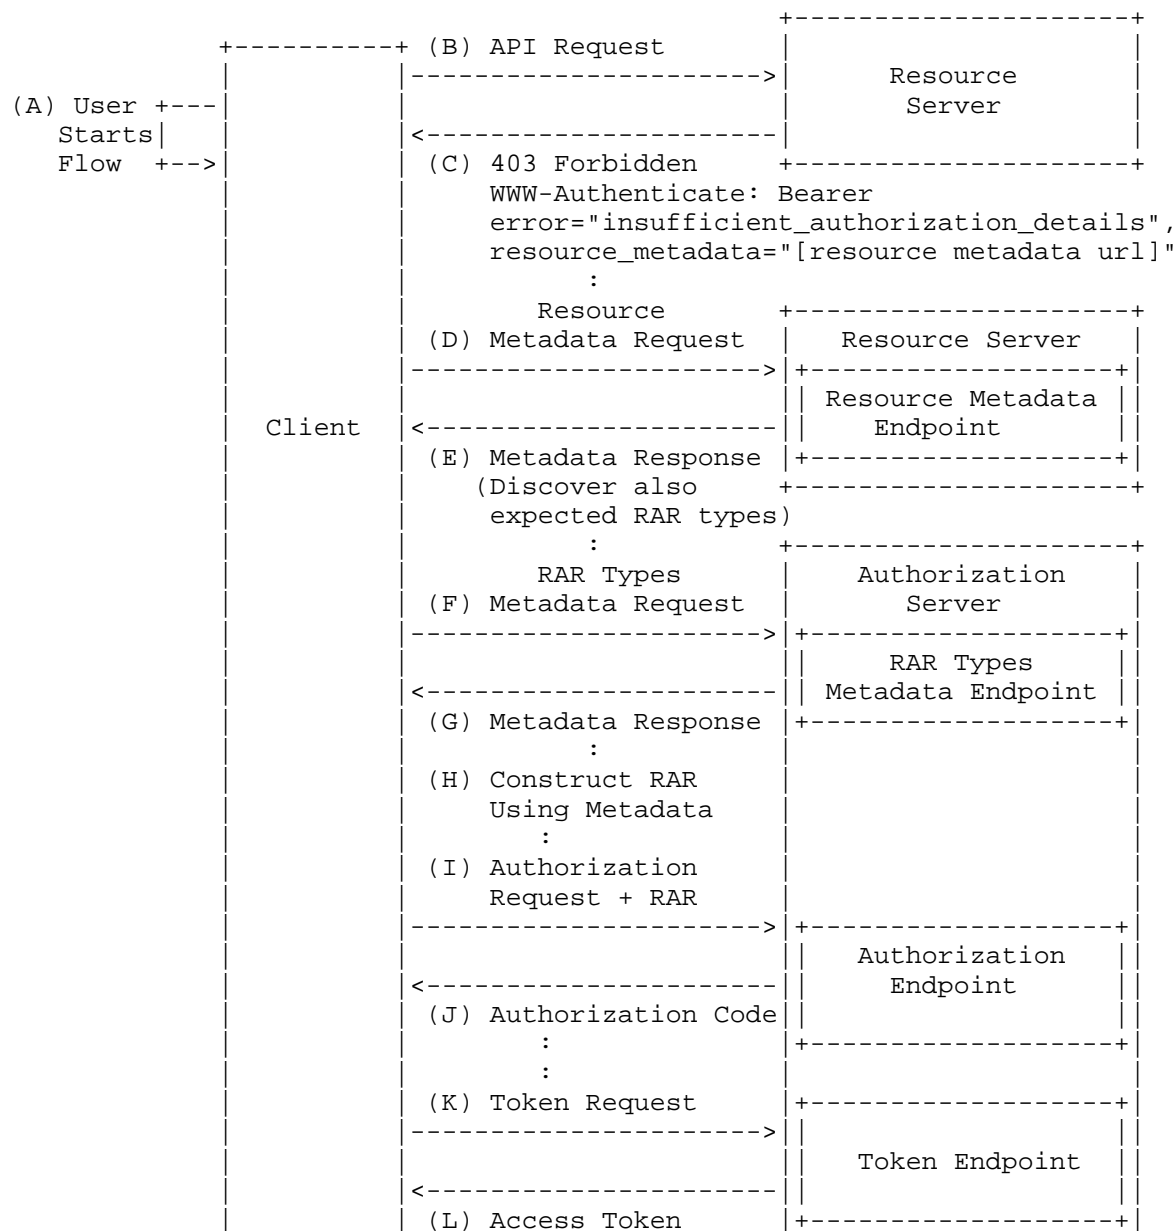 (B) API Request
Resource
(A) User
Server
Starts
Flow
(C) 403 Forbidden
WWW-Authenticate: Bearer
error="insufficient_authorization_details",
resource_metadata="[resource metadata url]"
:
Resource
(D) Metadata Request
Resource Server
Resource Metadata
Client
Endpoint
(E) Metadata Response
(Discover also
expected RAR types)
:
RAR Types
Authorization
(F) Metadata Request
Server
RAR Types
Metadata Endpoint
(G) Metadata Response
:
(H) Construct RAR
Using Metadata
:
(I) Authorization
Request + RAR
Authorization
Endpoint
(J) Authorization Code
:
:
(K) Token Request
Token Endpoint
(L) Access Token